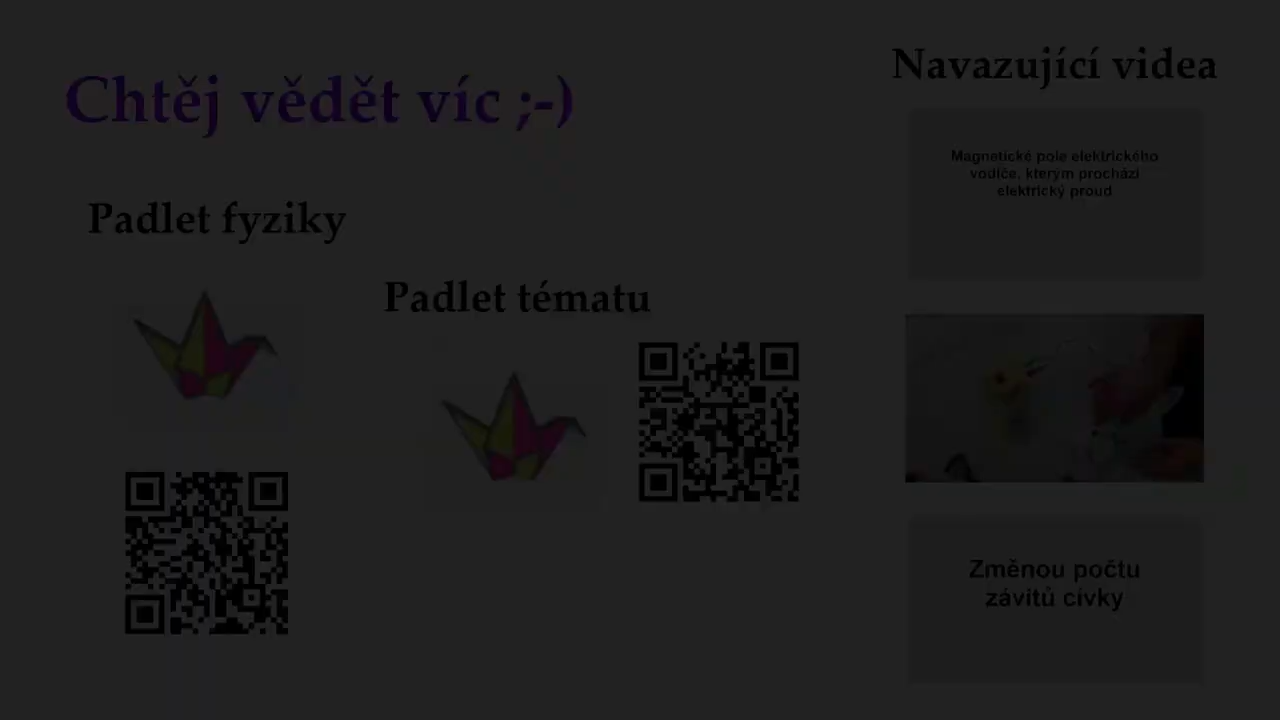 Chtěj vědět víc ;-)
Padlet fyziky
Padlet tématu
Navazující videa
Magnetické pole elektrického
vodiče, kterým prochází
elektrický proud
Změnou počtu
závitů cívky